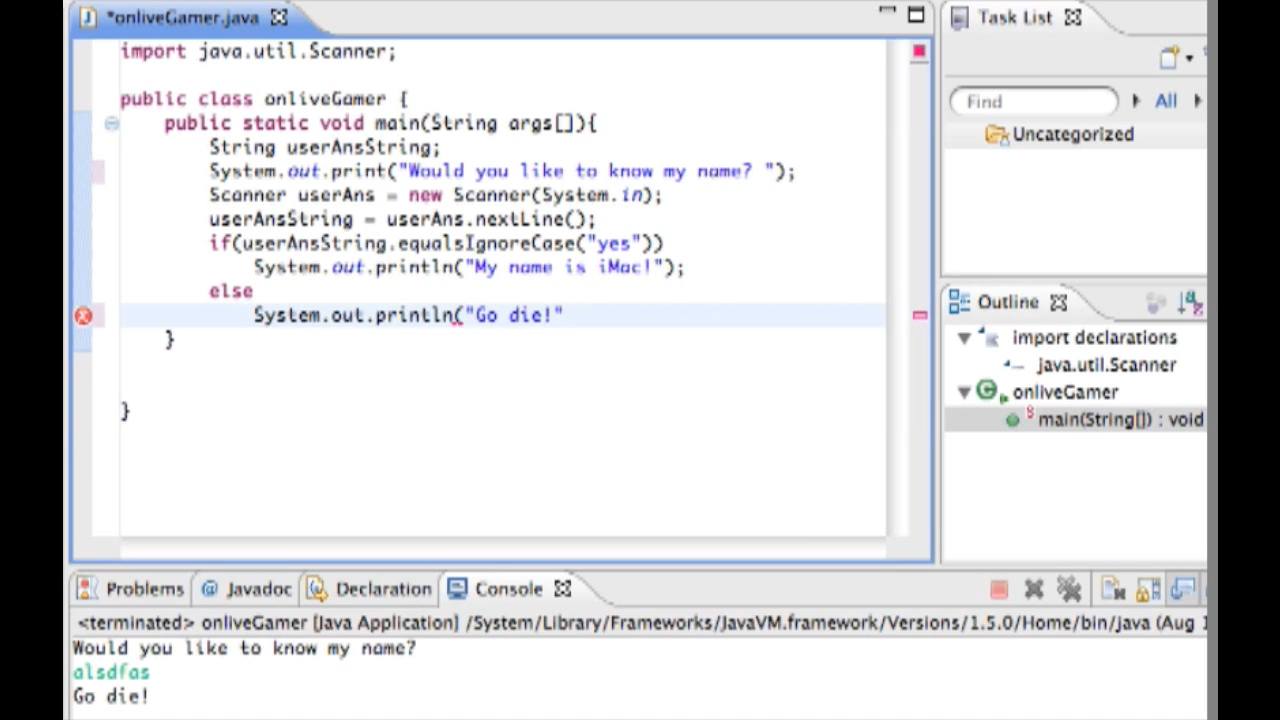 *onliveGamer.java
Task List
import java.util.Scanner;
public class onliveGamer {
public static void main(String args[]){
String userAnsString;
System.out.print("Would you like to know my name? ");
Scanner userAns = new Scanner(System.in);
userAnsString = userAns.nextLine();
if(userAnsString.equalsIgnoreCase("yes"))
System.out.println("My name is iMac!");
else
System.out.println("Go die!"
}
}
Find
All
Uncategorized
Outline
import declarations
java.util.Scanner
onliveGamer
main(String[]) : void
Problems
Javadoc
Declaration
Console
<terminated> onliveGamer [Java Application] /System/Library/Frameworks/JavaVM.framework/Versions/1.5.0/Home/bin/java (Aug 1
Would you like to know my name?
alsdfas
Go die!